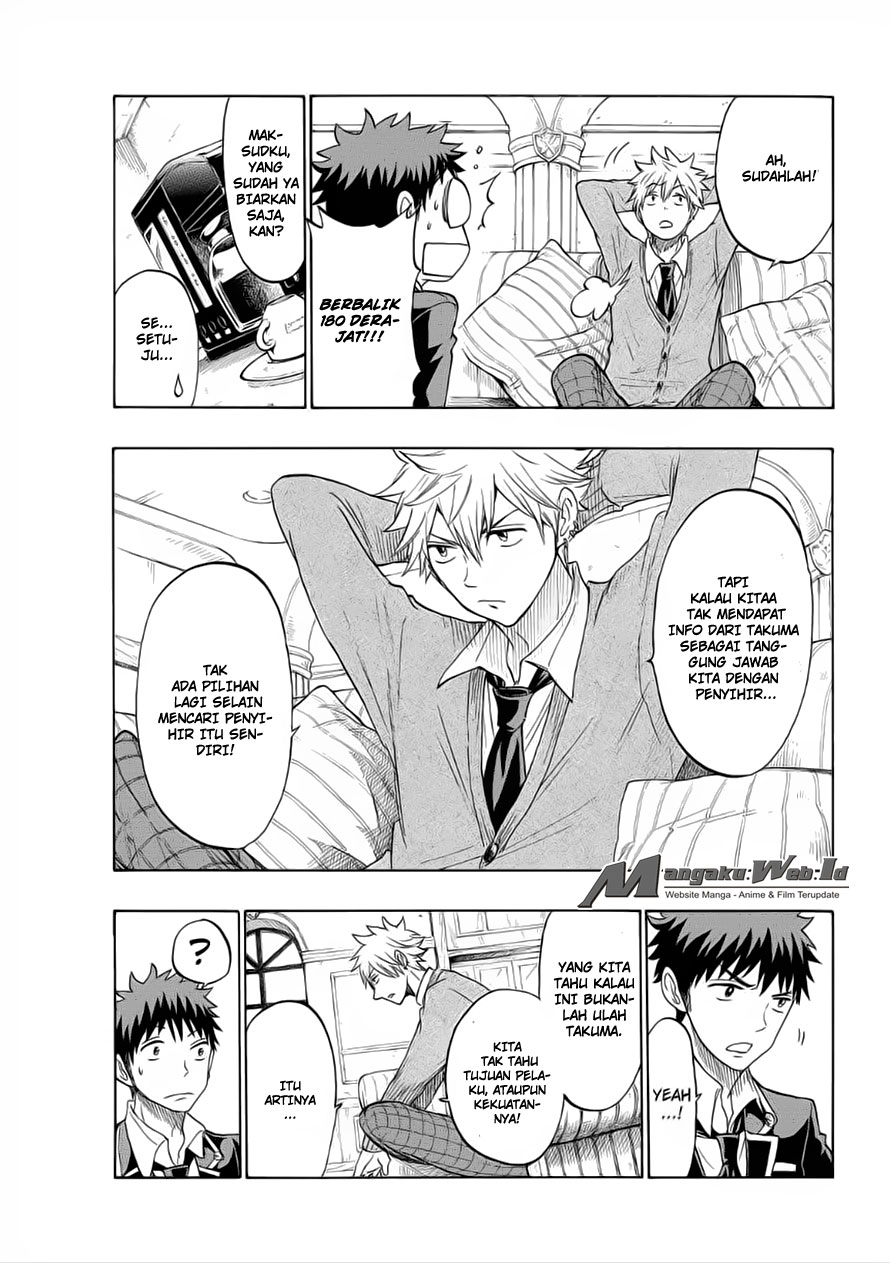 AH,
SUDAHLAH!
BERBALIK
180 DERA-
JAT!!!
MAK-
SUDKU,
YANG
SUDAH YA
BIARKAN
SAJA,
KAN?
SE...
SETU-
JU...
TAPI
KALAU KITAA
TAK MENDAPAT
INFO DARI TAKUMA
SEBAGAI TANG-
GUNG JAWAB
KITA DENGAN
PENYIHIR...
TAK
ADA PILIHAN
LAGI SELAIN
MENCARI PENYI-
HIR ITU SEN-
DIRI!
Mangaku:Web:Id
Website Manga - Anime & Film Terupdate
YEAH
...!
YANG KITA
TAHU KALAU
INI BUKAN-
LAH ULAH
TAKUMA.
KITA
TAK TAHU
TUJUAN PELA-
KU, ATAUPUN
KEKUATAN-
NYA!
ITU
ARTINYA
...
?